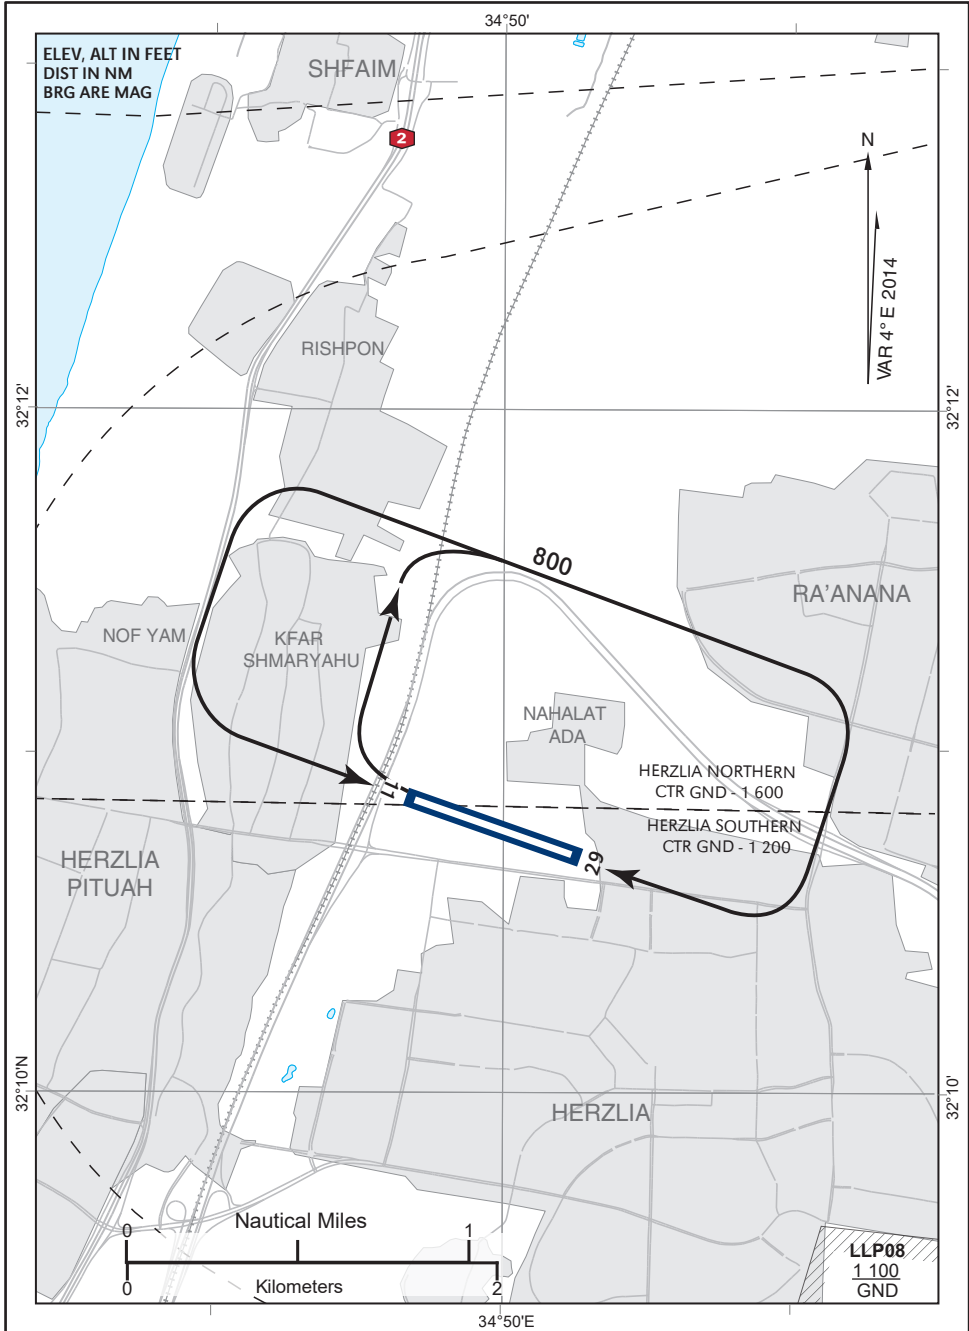 34°50'
ELEV, ALT IN FEET
DIST IN NM
BRG ARE MAG
SHFAIM
2
N
VAR 4° E 2014
RISHPON
32°12'
32°12'
800
RA'ANANA
NOF YAM
KFAR
SHMARYAHU
NAHALAT
ADA
HERZLIA NORTHERN
CTR GND - 1 600
11
HERZLIA SOUTHERN
CTR GND - 1 200
29
HERZLIA
PITUAH
32°10'N
32°10'
HERZLIA
Nautical Miles
0 1
Kilometers
0 2
LLP08
1 100
GND
34°50'E